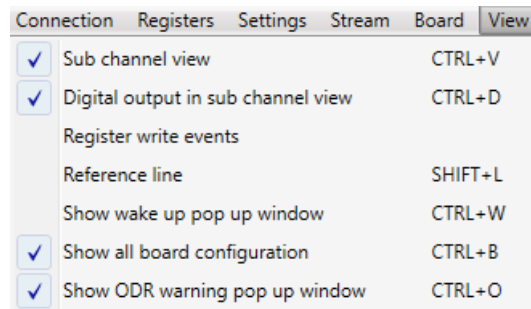 Connection Registers Settings Stream Board View
Sub channel view CTRL+V
Digital output in sub channel view CTRL+D
Register write events
Reference line SHIFT+L
Show wake up pop up window CTRL+W
Show all board configuration CTRL+B
Show ODR warning pop up window CTRL+O